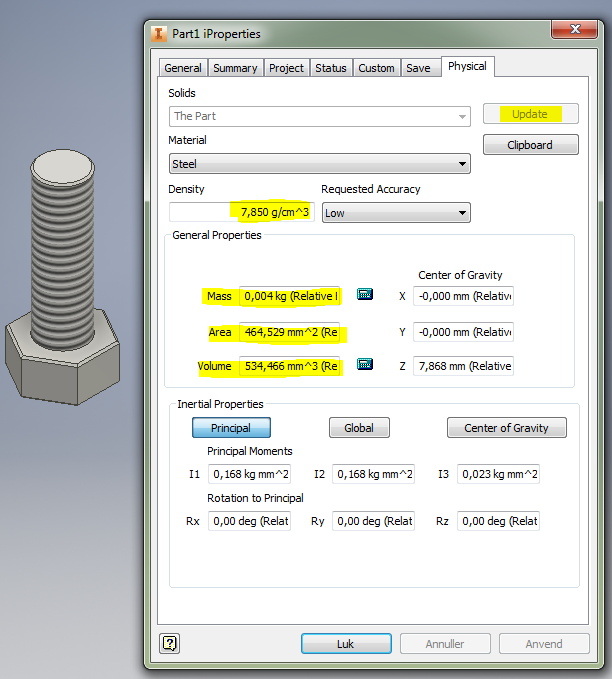 Part1 iProperties
General Summary Project Status Custom Save Physical
Solids
The Part
Update
Material
Clipboard
Steel
Density Requested Accuracy
7,850 g/cm^3 Low
General Properties
Center of Gravity
Mass 0,004 kg (Relative X -0,000 mm (Relativ
Area 464,529 mm^2 (Re Y -0,000 mm (Relativ
Volume 534,466 mm^3 (Re Z 7,868 mm (Relative
Inertial Properties
Principal Global Center of Gravity
Principal Moments
I1 0,168 kg mm^2 I2 0,168 kg mm^2 I3 0,023 kg mm^2
Rotation to Principal
Rx 0,00 deg (Relat Ry 0,00 deg (Relat Rz 0,00 deg (Relat
Luk Annuller Anvend